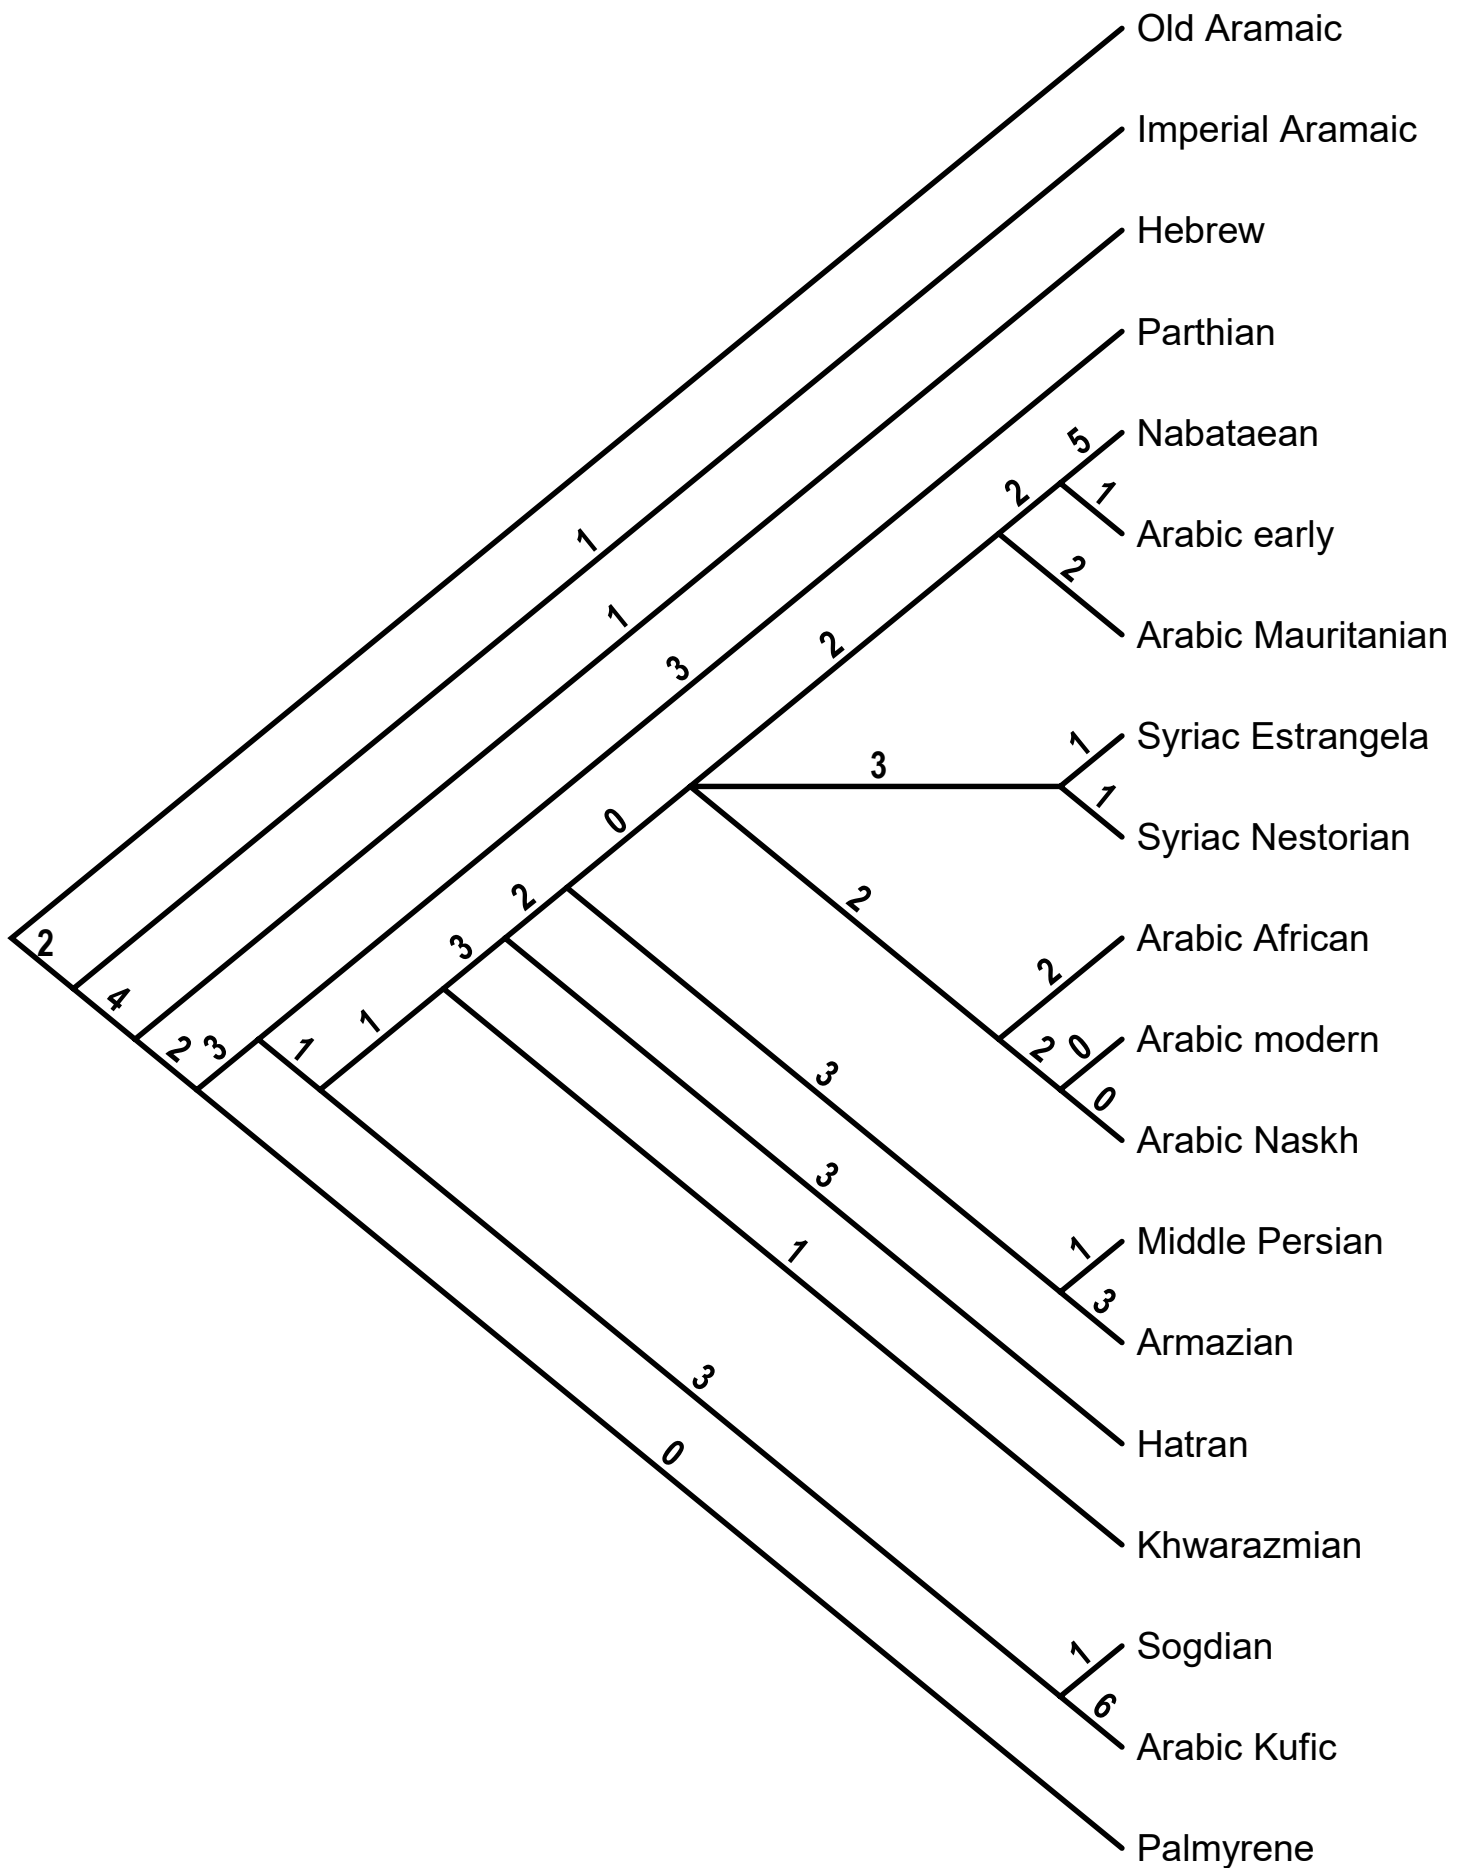 Old Aramaic
Imperial Aramaic
Hebrew
Parthian
5 Nabataean
2 1
1 Arabic early
2
1 2 Arabic Mauritanian
3
1 Syriac Estrangela
3
1
0 Syriac Nestorian
2 2
2 3 2 Arabic African
4
2 3 1 1 2 0 Arabic modern
3
0 Arabic Naskh
3
1 1 Middle Persian
3 Armazian
3
Hatran
0
Khwarazmian
1 Sogdian
6 Arabic Kufic
Palmyrene